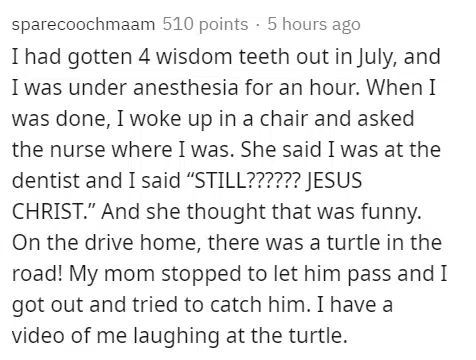 sparecoochmaam 510 points · 5 hours ago
I had gotten 4 wisdom teeth out in July, and
I was under anesthesia for an hour. When I
was done, I woke up in a chair and asked
the nurse where I was. She said I was at the
dentist and I said “STILL?????? JESUS
CHRIST.” And she thought that was funny.
On the drive home, there was a turtle in the
road! My mom stopped to let him pass and I
got out and tried to catch him. I have a
video of me laughing at the turtle.